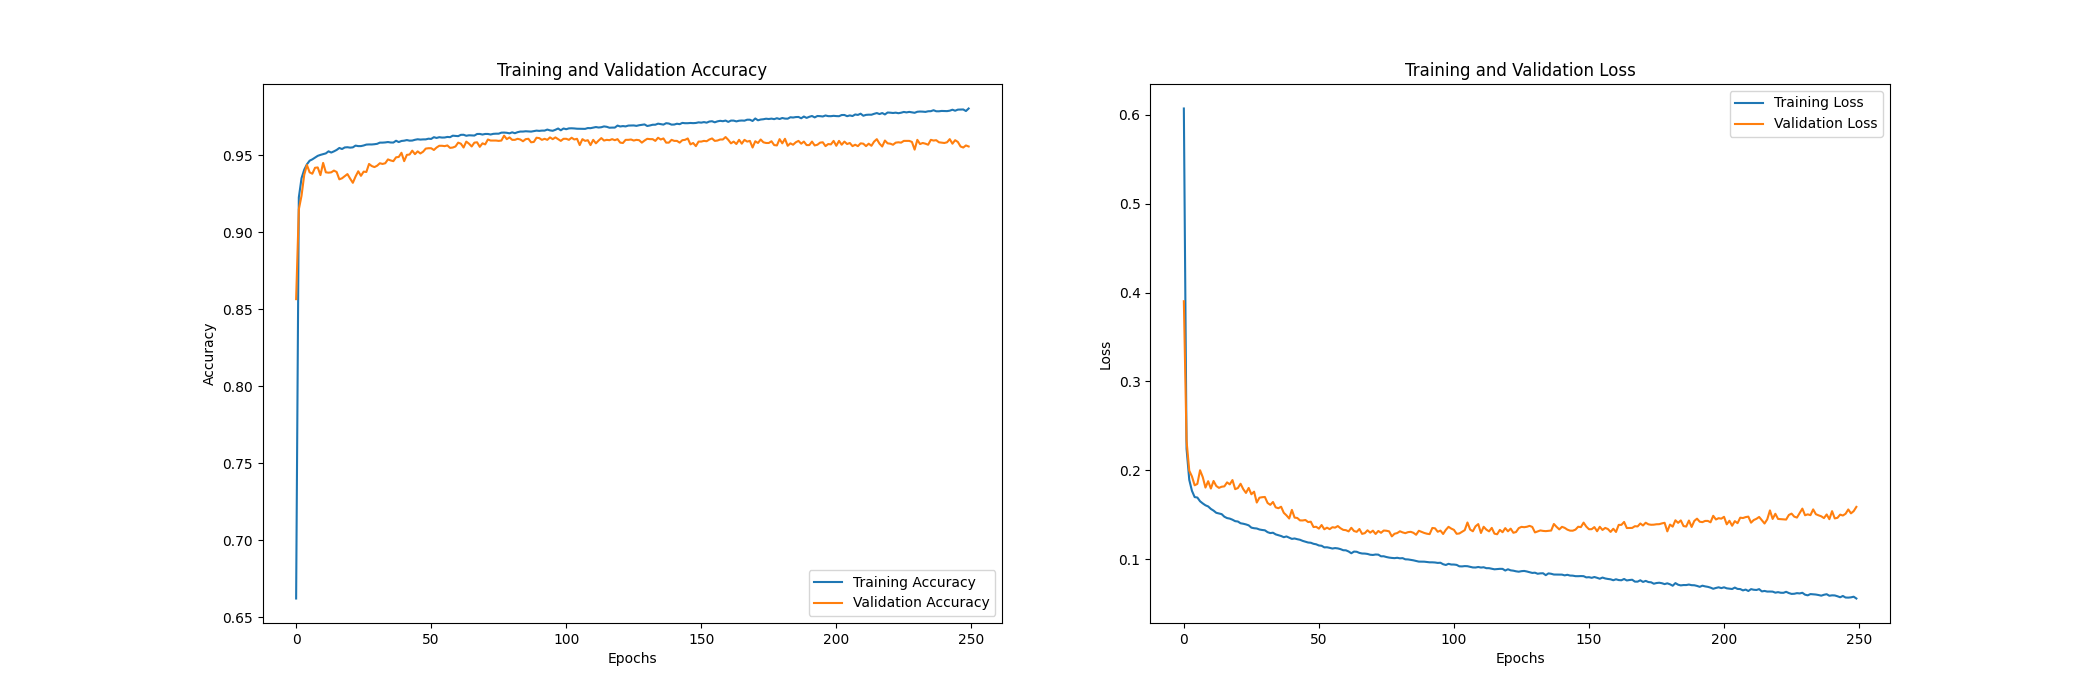 Training and Validation Accuracy
Accuracy
0.95
0.90
0.85
0.80
0.75
0.70
0.65
Training Accuracy
Validation Accuracy
0 50 100 150 200 250
Epochs
Training and Validation Loss
Loss
Training Loss
Validation Loss
0.6
0.5
0.4
0.3
0.2
0.1
0 50 100 150 200 250
Epochs